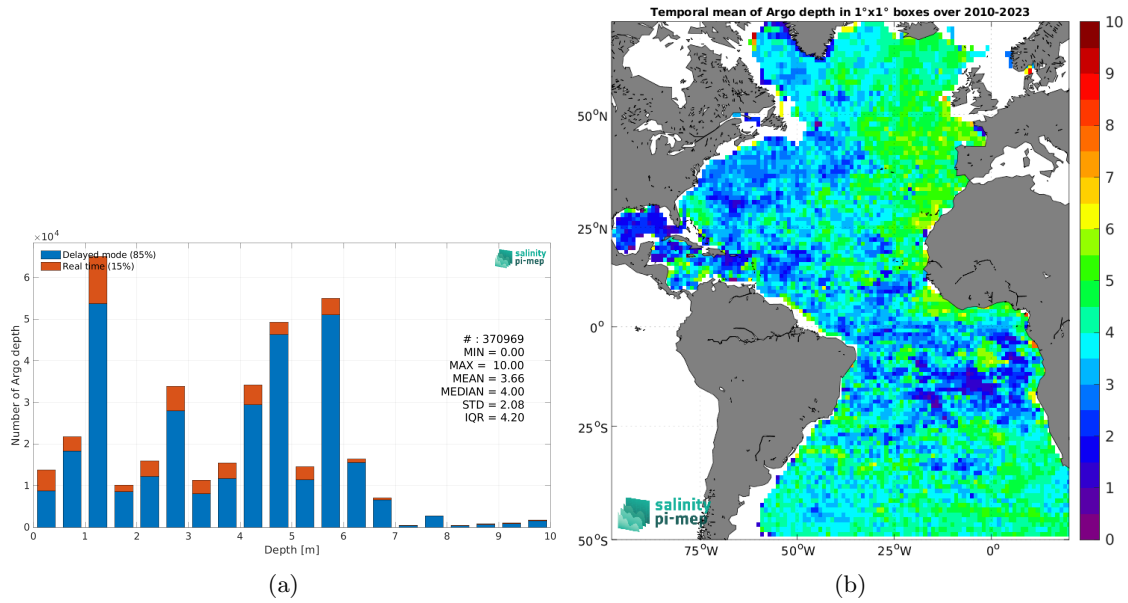 ×10⁴
Delayed mode (85%)
Real time (15%)
salinity
pi-mep
# : 370969
MIN = 0.00
MAX = 10.00
MEAN = 3.66
MEDIAN = 4.00
STD = 2.08
IQR = 4.20
Number of Argo depth
6
5
4
3
2
1
0
0 1 2 3 4 5 6 7 8 9 10
Depth [m]
(a)
Temporal mean of Argo depth in 1°x1° boxes over 2010-2023
50°N
25°N
0°
25°S
50°S
75°W 50°W 25°W 0°
salinity
pi-mep
10
9
8
7
6
5
4
3
2
1
0
(b)